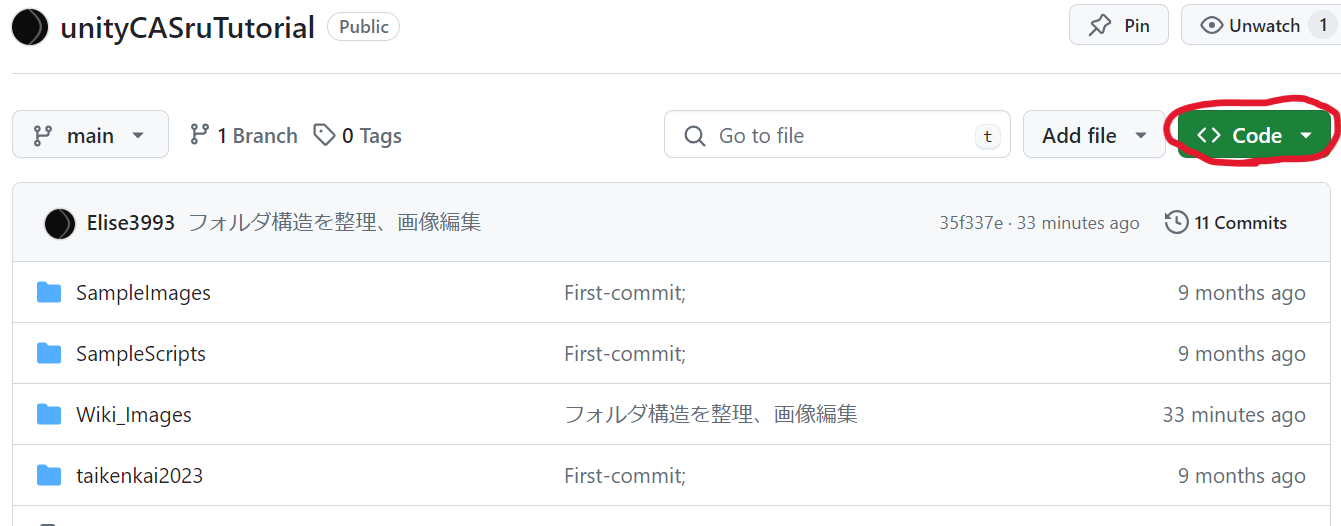 unityCASruTutorial Public Pin Unwatch 1
main 1 Branch 0 Tags Go to file t Add file Code
Elise3993 フォルダ構造を整理、画像編集 35f337e · 33 minutes ago 11 Commits
SampleImages First-commit; 9 months ago
SampleScripts First-commit; 9 months ago
Wiki_Images フォルダ構造を整理、画像編集 33 minutes ago
taikenkai2023 First-commit; 9 months ago